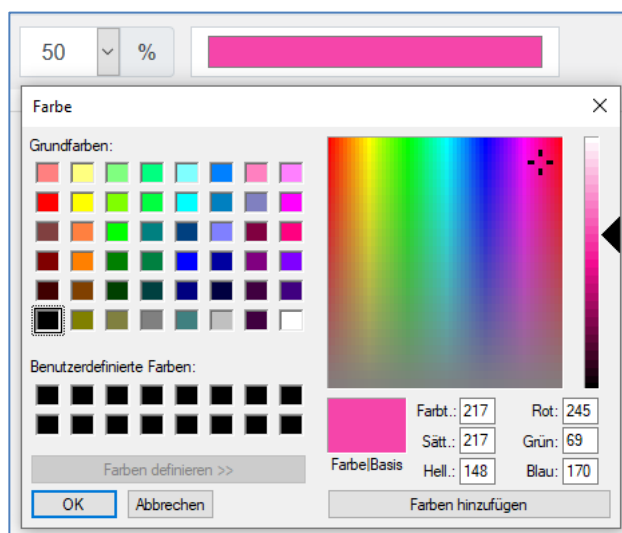 50 %
Farbe
Grundfarben:
Benutzerdefinierte Farben:
Farben definieren >>
OK Abbrechen
Farbe|Basis
Farbt.: 217 Rot: 245
Sätt.: 217 Grün: 69
Hell.: 148 Blau: 170
Farben hinzufügen